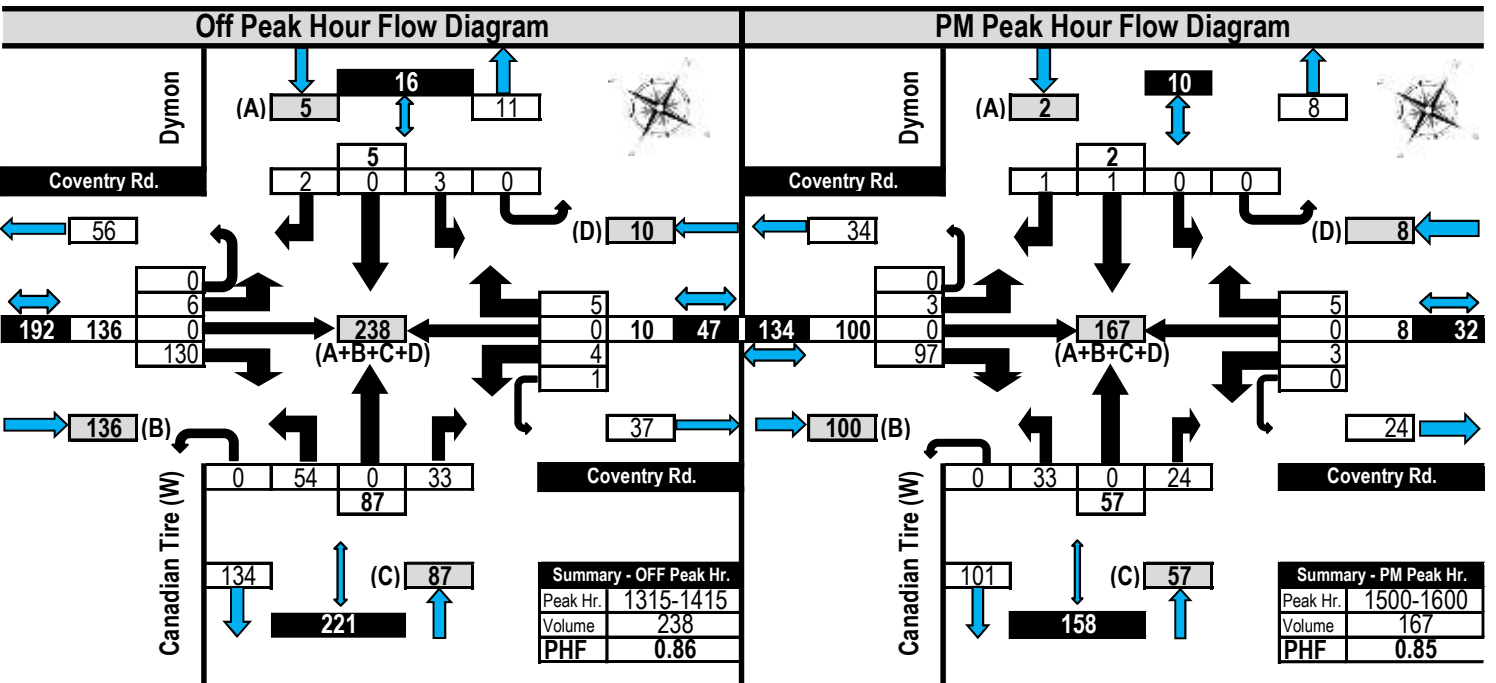 Off Peak Hour Flow Diagram
Dymon
16
(A) 5
11
5
2 0 3 0
Coventry Rd.
56
(D) 10
0
6
0
130
192 136
238
(A+B+C+D)
5
0
4
1
10 47
136 (B)
37
0 54 0 33
87
Coventry Rd.
Canadian Tire (W)
134
(C) 87
221
Summary - OFF Peak Hr.
Peak Hr. 1315-1415
Volume 238
PHF 0.86
PM Peak Hour Flow Diagram
Dymon
10
(A) 2
8
2
1 1 0 0
Coventry Rd.
34
(D) 8
0
3
0
97
134 100
167
(A+B+C+D)
5
0
3
0
8 32
100 (B)
24
0 33 0 24
57
Coventry Rd.
Canadian Tire (W)
101
(C) 57
158
Summary - PM Peak Hr.
Peak Hr. 1500-1600
Volume 167
PHF 0.85